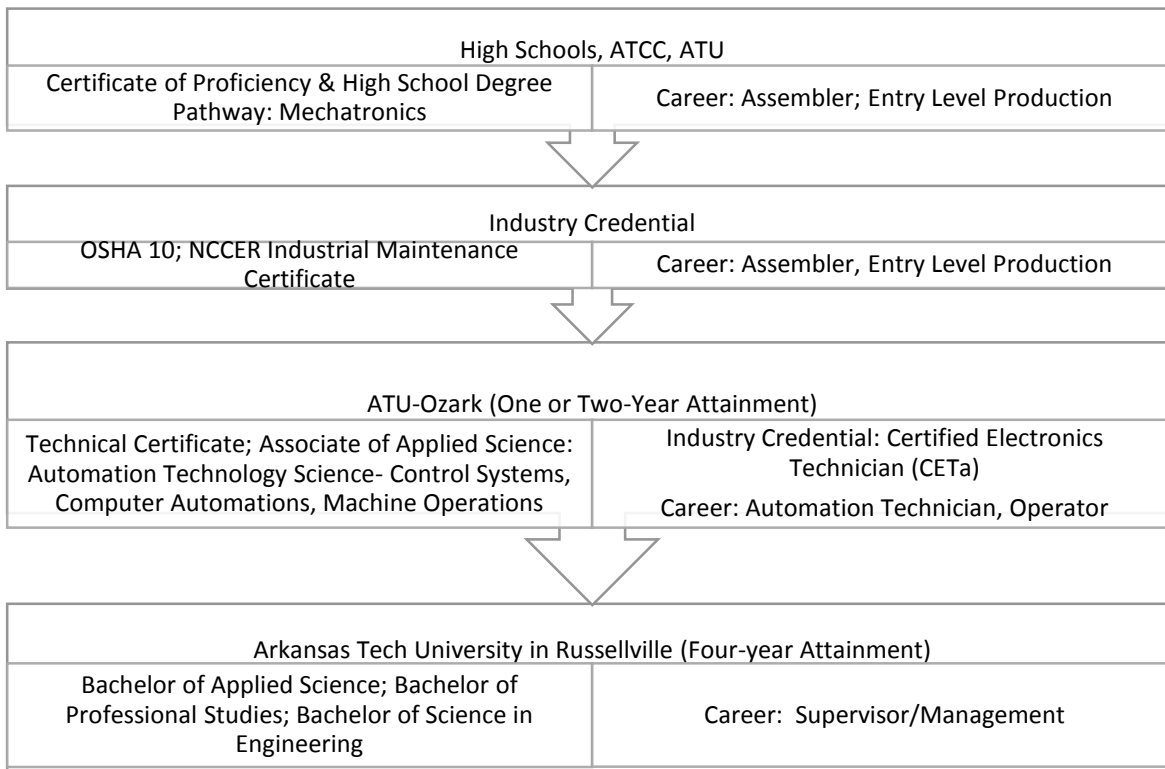 High Schools, ATCC, ATU
Certificate of Proficiency & High School Degree
Pathway: Mechatronics
Career: Assembler; Entry Level Production
Industry Credential
OSHA 10; NCCER Industrial Maintenance
Certificate
Career: Assembler, Entry Level Production
ATU-Ozark (One or Two-Year Attainment)
Technical Certificate; Associate of Applied Science:
Automation Technology Science- Control Systems,
Computer Automations, Machine Operations
Industry Credential: Certified Electronics
Technician (CETa)
Career: Automation Technician, Operator
Arkansas Tech University in Russellville (Four-year Attainment)
Bachelor of Applied Science; Bachelor of
Professional Studies; Bachelor of Science in
Engineering
Career:  Supervisor/Management